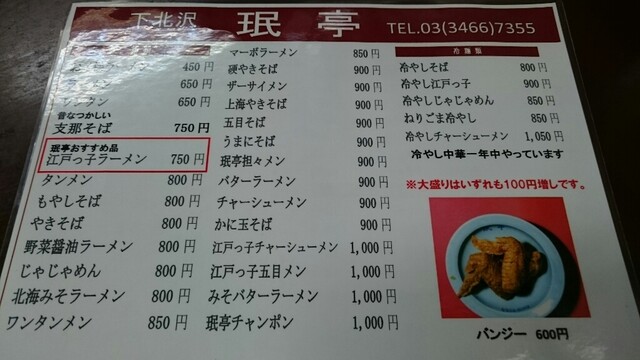 下北沢 珉亭 TEL.03(3466)7355
ラーメン 450円
650円
ワンタン 650円
昔なつかしい
支那そば 750円
珉亭おすすめ品
江戸っ子ラーメン 750円
タンメン 800円
もやしそば 800円
やきそば 800円
野菜醤油ラーメン 800円
じゃじゃめん 800円
北海みそラーメン 800円
ワンタンメン 850円
マーボラーメン 850円
硬やきそば 900円
ザーサイメン 900円
上海やきそば 900円
五目そば 900円
うまにそば 900円
珉亭担々メン 900円
バターラーメン 900円
チャーシューメン 900円
かに玉そば 900円
江戸っ子チャーシューメン 1,000円
江戸っ子五目メン 1,000円
みそバターラーメン 1,000円
珉亭チャンポン 1,000円
冷麺類
冷やしそば 800円
冷やし江戸っ子 900円
冷やしじゃじゃめん 850円
ねりごま冷やし 850円
冷やしチャーシューメン 1,050円
冷やし中華一年中やっています
※大盛りはいずれも100円増しです。
バンジー 600円